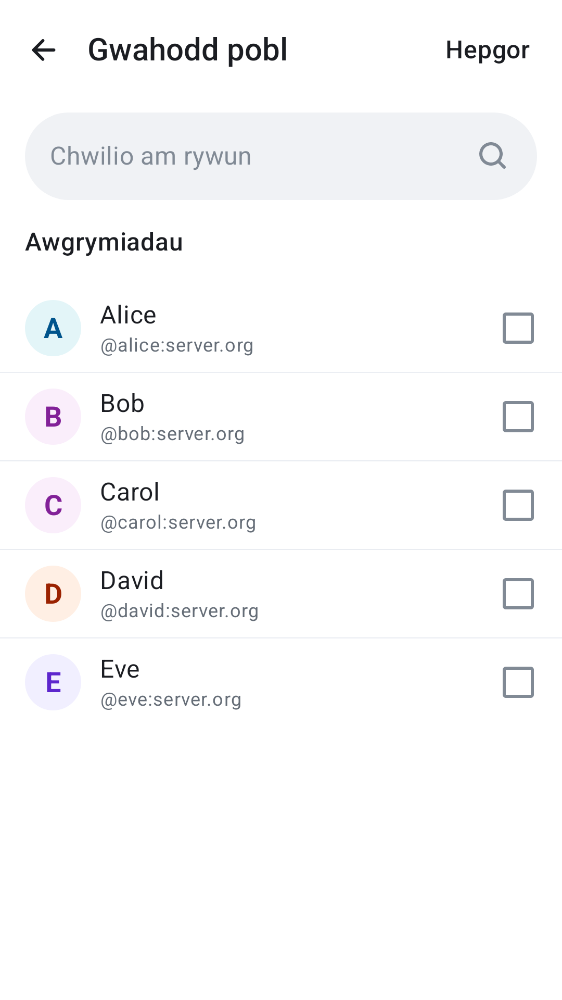 Gwahodd pobl
Hepgor
Chwilio am rywun
Awgrymiadau
A
Alice
@alice:server.org
B
Bob
@bob:server.org
C
Carol
@carol:server.org
D
David
@david:server.org
E
Eve
@eve:server.org